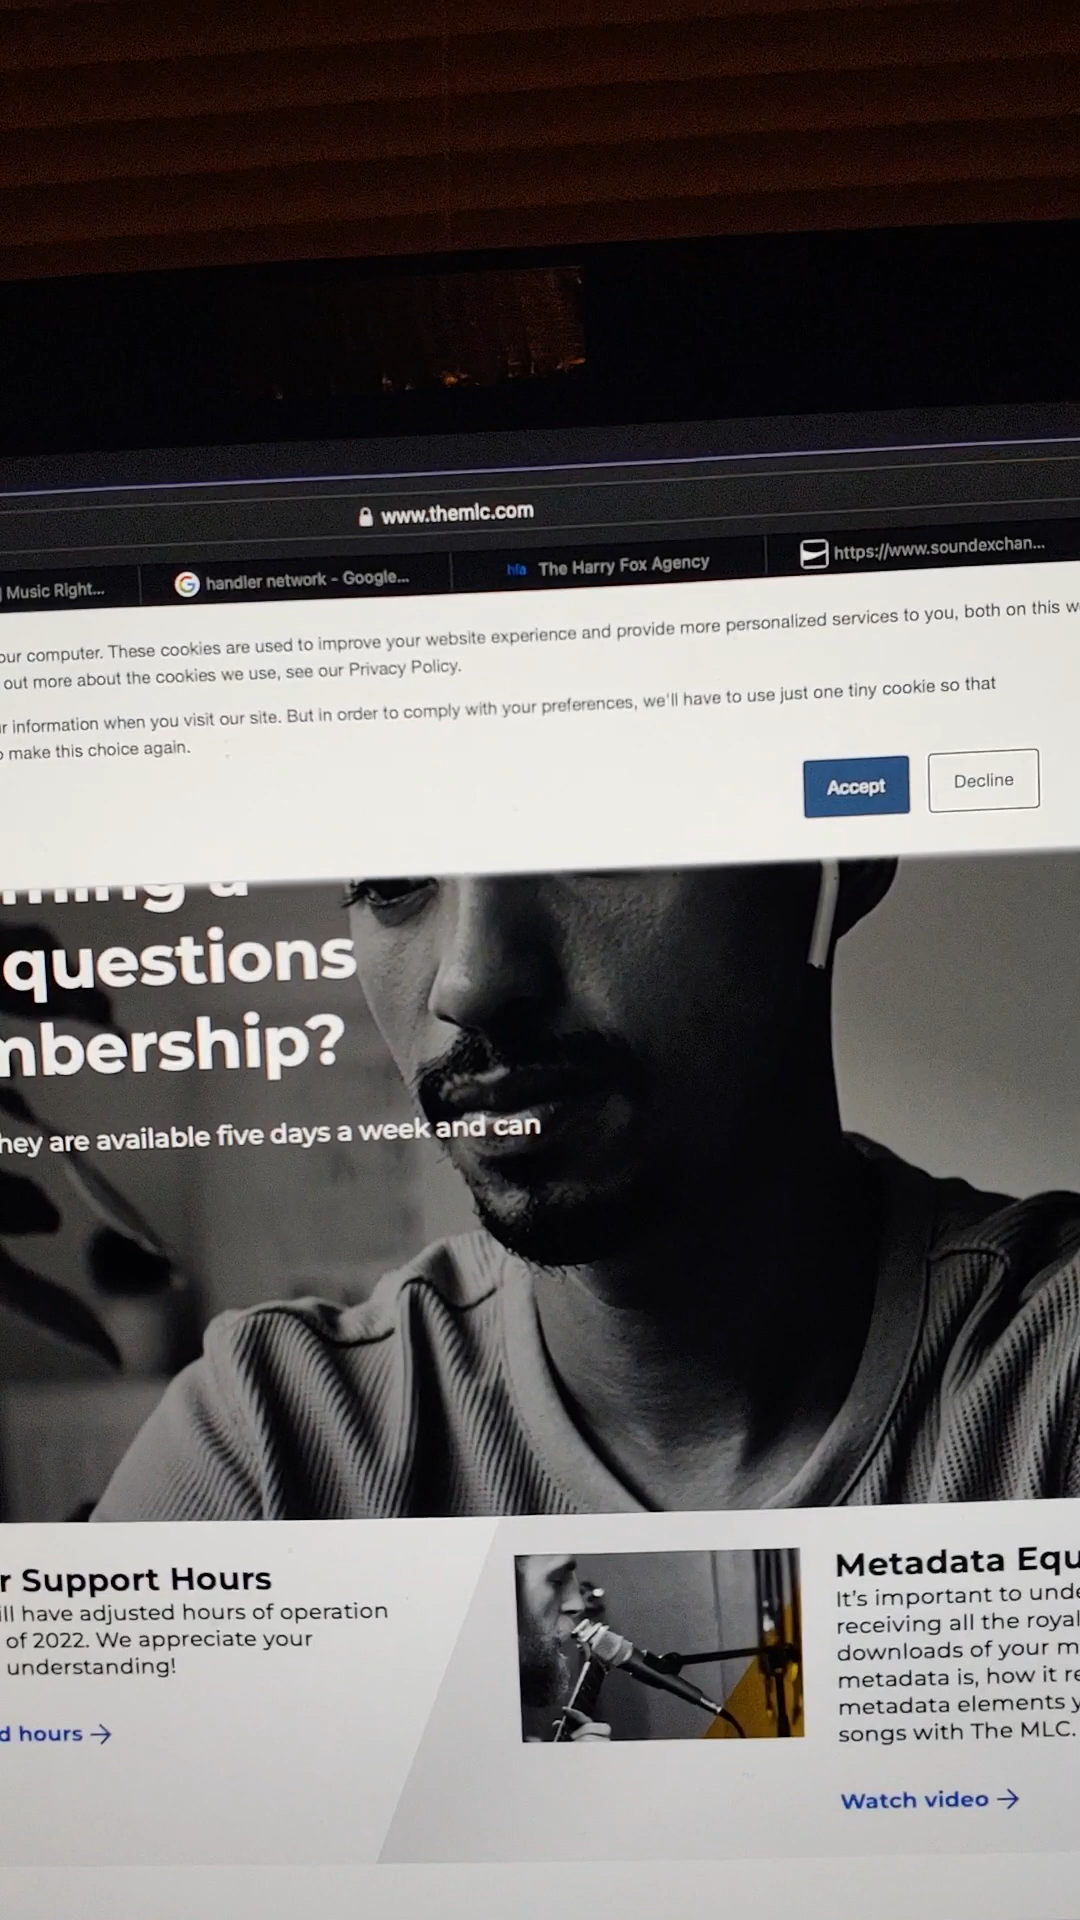 www.themlc.com
Music Right...
handler network - Google...
hfa The Harry Fox Agency
https://www.soundexchan...
our computer. These cookies are used to improve your website experience and provide more personalized services to you, both on this w
out more about the cookies we use, see our Privacy Policy.
r information when you visit our site. But in order to comply with your preferences, we'll have to use just one tiny cookie so that
make this choice again.
Accept
Decline
questions
mbership?
hey are available five days a week and can
r Support Hours
ill have adjusted hours of operation
of 2022. We appreciate your
understanding!
d hours →
Metadata Equ
It's important to unde
receiving all the royal
downloads of your m
metadata is, how it re
metadata elements y
songs with The MLC.
Watch video →